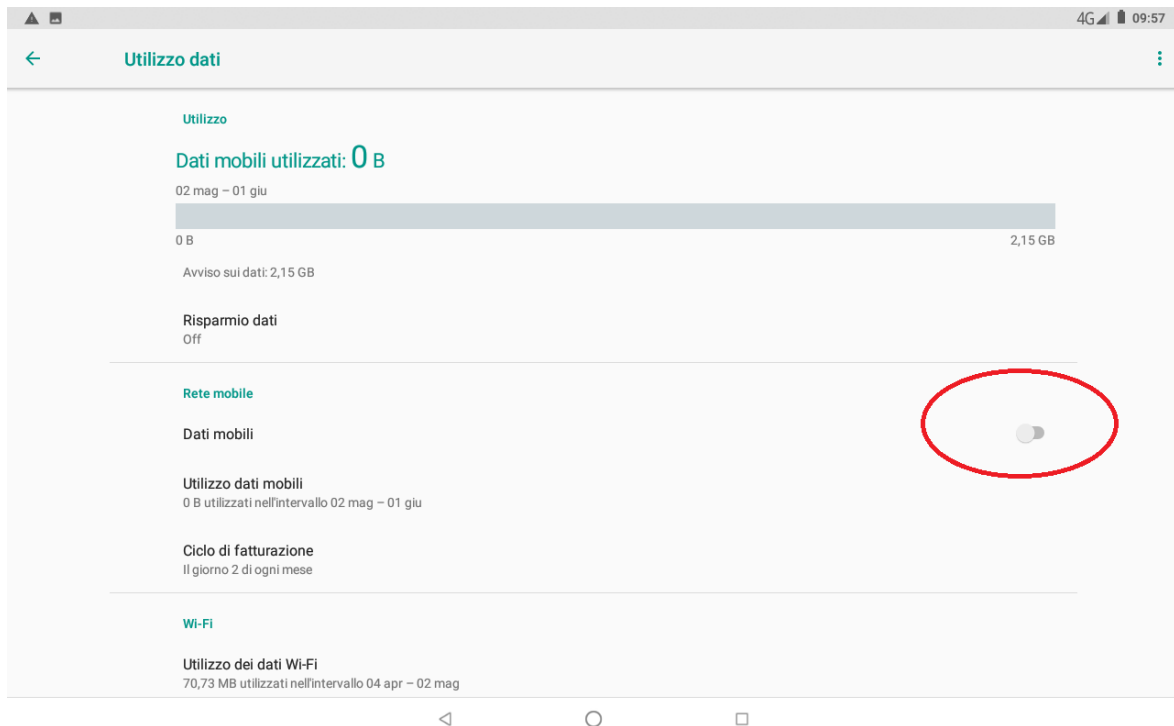 4G 09:57
Utilizzo dati
Utilizzo
Dati mobili utilizzati: 0 B
02 mag – 01 giu
0 B 2,15 GB
Avviso sui dati: 2,15 GB
Risparmio dati
Off
Rete mobile
Dati mobili
Utilizzo dati mobili
0 B utilizzati nell'intervallo 02 mag – 01 giu
Ciclo di fatturazione
Il giorno 2 di ogni mese
Wi-Fi
Utilizzo dei dati Wi-Fi
70,73 MB utilizzati nell'intervallo 04 apr – 02 mag